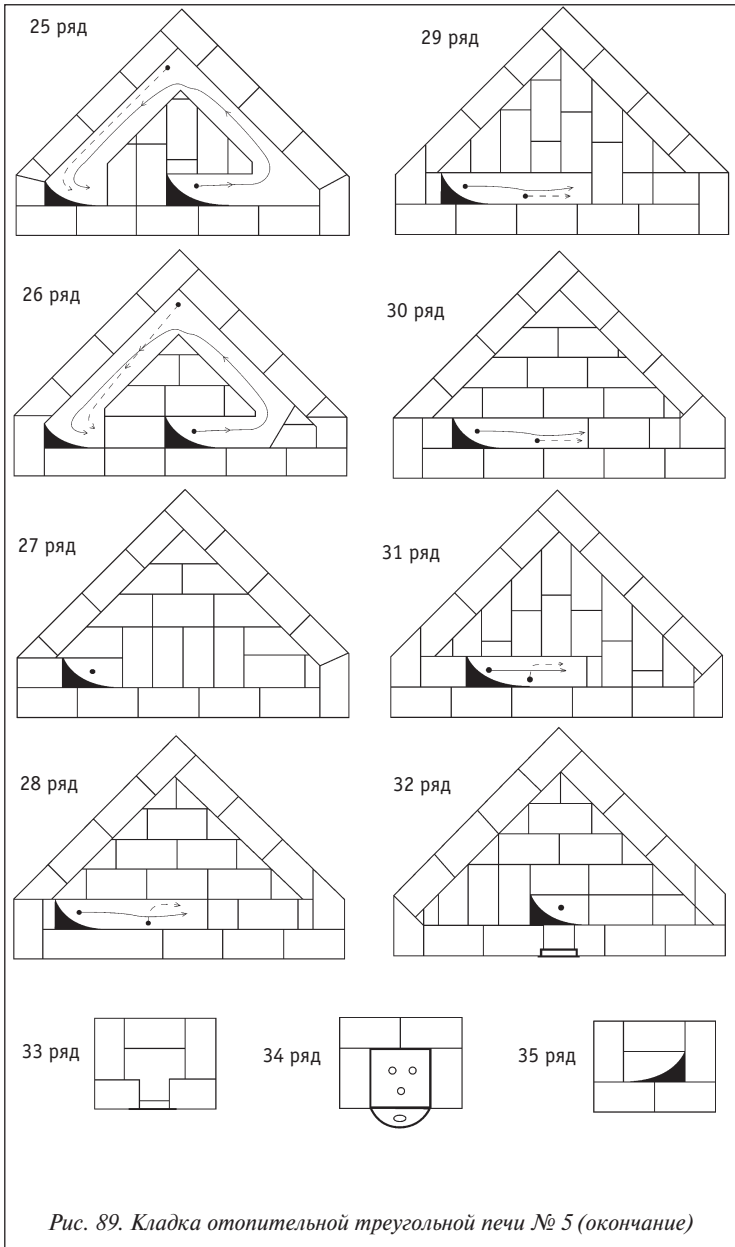 25 ряд
26 ряд
27 ряд
28 ряд
29 ряд
30 ряд
31 ряд
32 ряд
33 ряд
34 ряд
35 ряд
Рис. 89. Кладка отопительной треугольной печи № 5 (окончание)